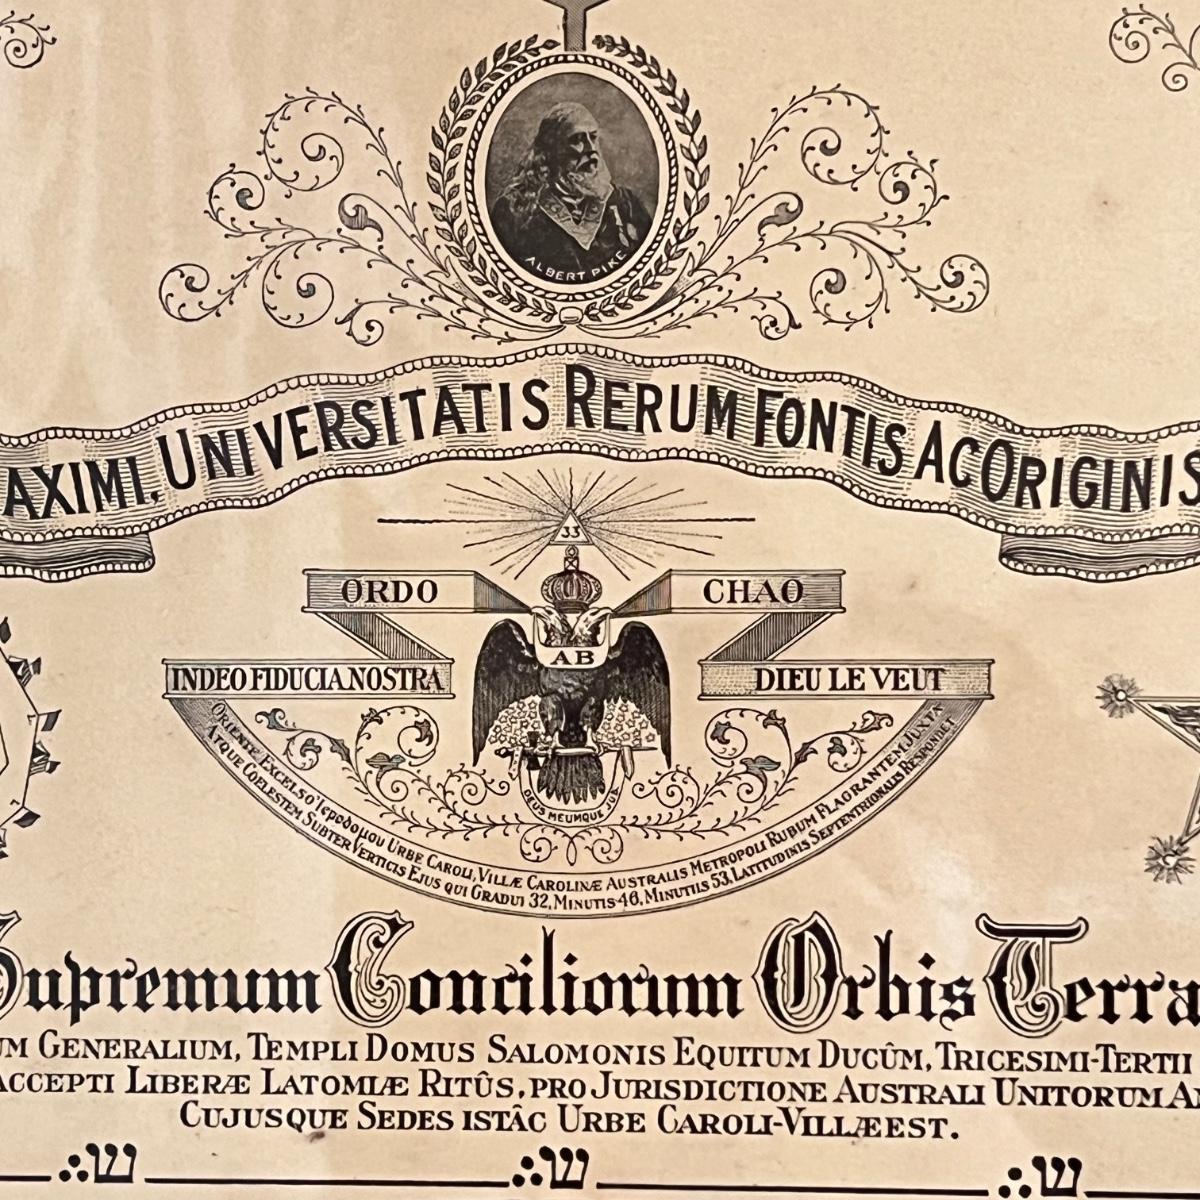 ALBERT PIKE
AXIMI, UNIVERSITATIS RERUM FONTIS AC ORIGINIS
33
ORDO CHAO
AB
INDEO FIDUCIA NOSTRA DIEU LE VEUT
ORIENTE EXCELSO Ιεροδομου URBE CAROLI, VILLÆ CAROLINÆ AUSTRALIS METROPOLI RUBUM FLAGRANTEM JUXTA
ATQUE COELESTEM SUBTER VERTICIS EJUS QUI GRADUI 32, MINUTIS 46, MINUTIIS 53, LATITUDINIS SEPTENTRIONALIS RESPONDET
DEUS MEUMQUE JUS
Supremum Conciliorum Orbis Terra
UM GENERALIUM, TEMPLI DOMUS SALOMONIS EQUITUM DUCÛM, TRICESIMI-TERTII
ACCEPTI LIBERÆ LATOMIÆ RITÛS, PRO JURISDICTIONE AUSTRALI UNITORUM A
CUJUSQUE SEDES ISTÂC URBE CAROLI-VILLÆ EST.
∴ש ∴ש ∴ש